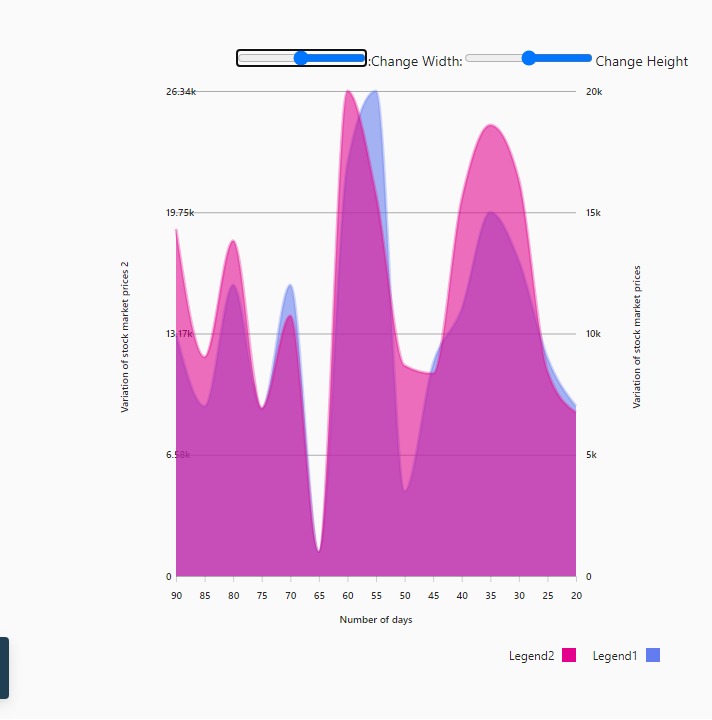 :Change Width: Change Height
26.34k 20k
19.75k 15k
13.17k 10k
6.58k 5k
0 0
Variation of stock market prices 2
Variation of stock market prices
90 85 80 75 70 65 60 55 50 45 40 35 30 25 20
Number of days
Legend2 Legend1